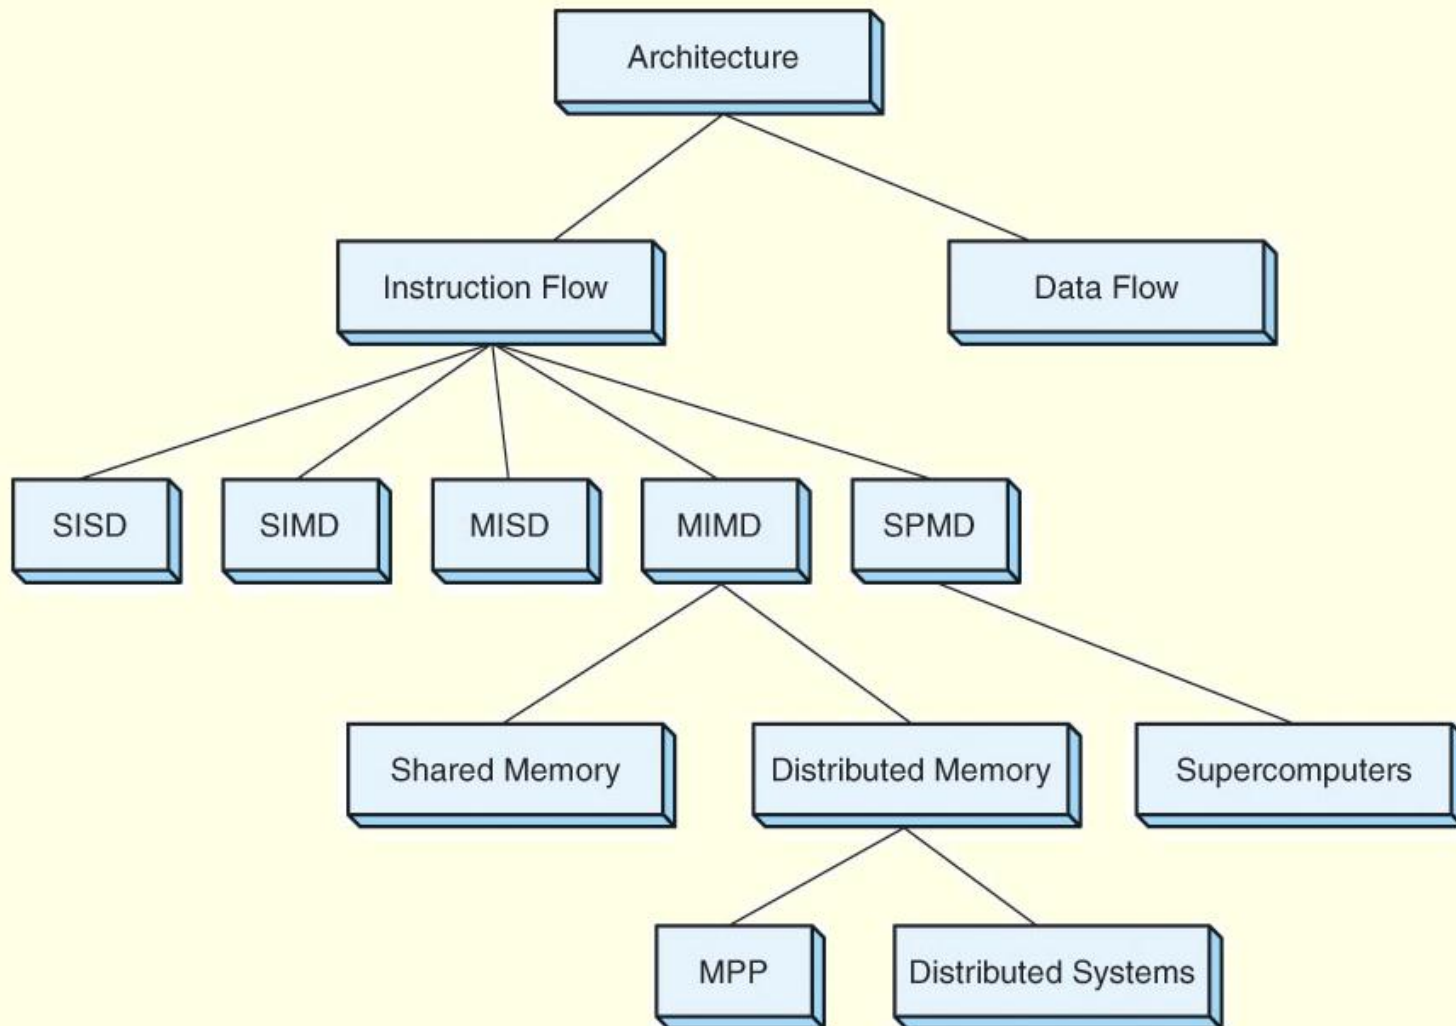 Architecture
Instruction Flow
Data Flow
SISD
SIMD
MISD
MIMD
SPMD
Shared Memory
Distributed Memory
Supercomputers
MPP
Distributed Systems